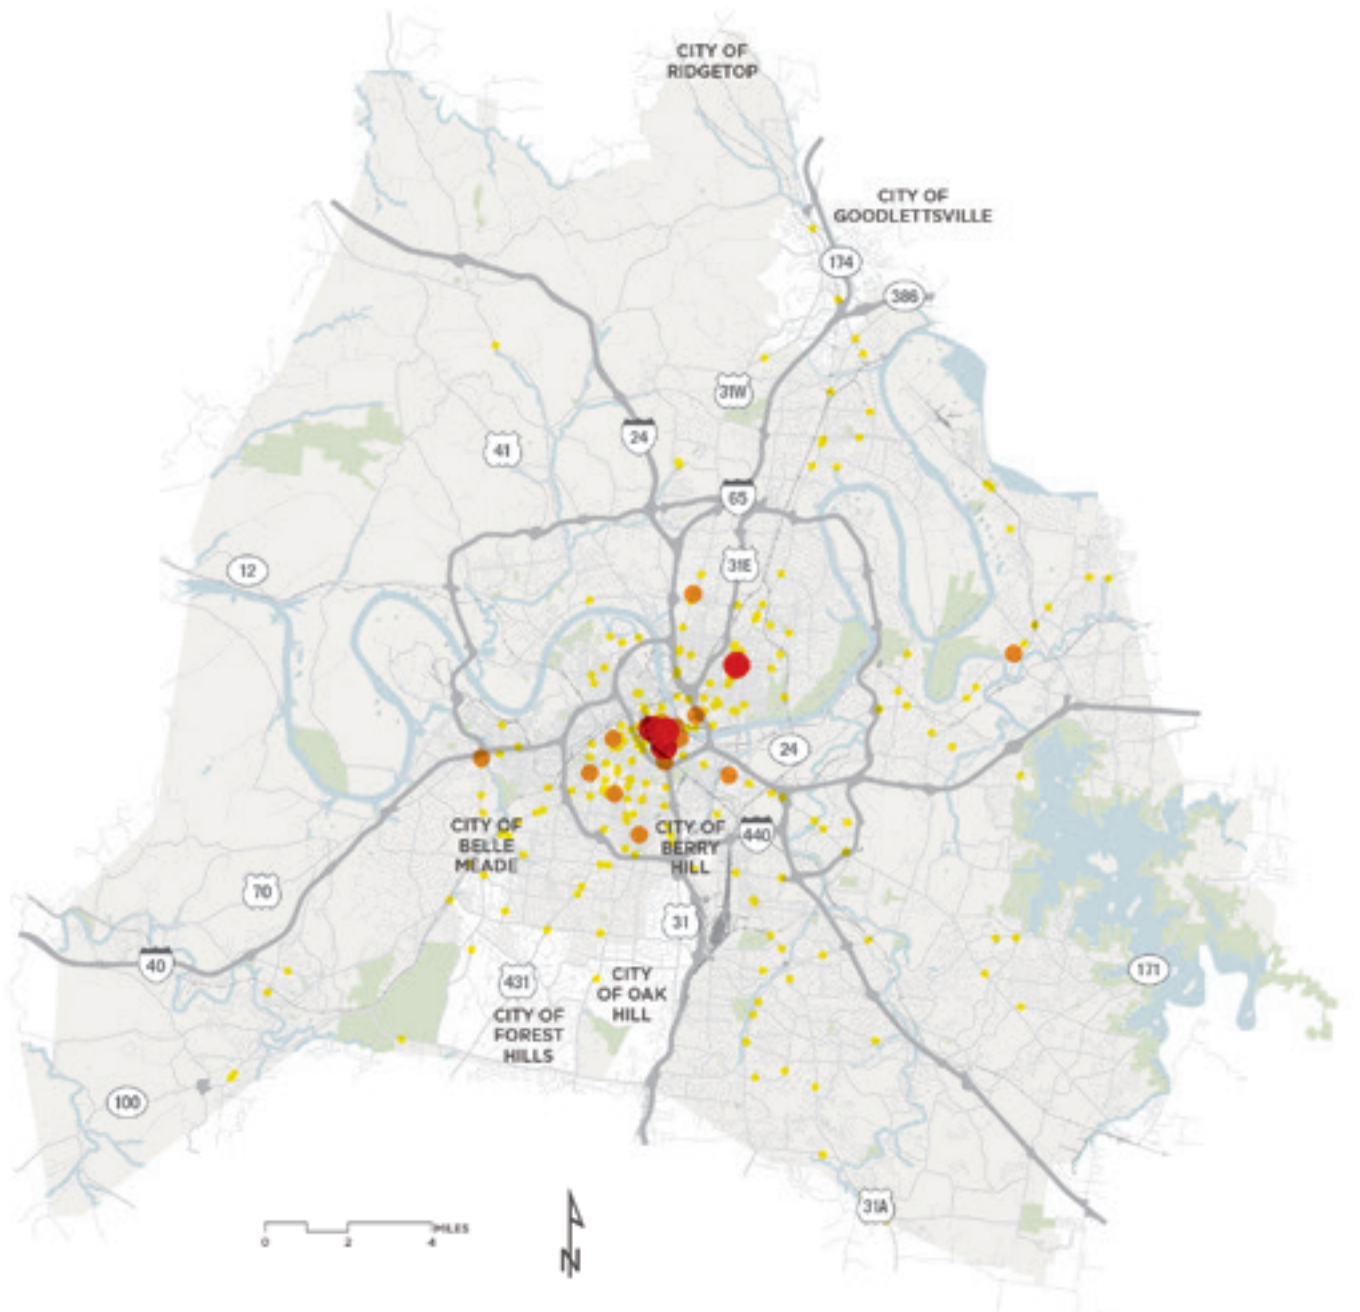 CITY OF
RIDGETOP
CITY OF
GOODLETTSVILLE
174
386
31W
24
41
65
31E
12
24
CITY OF
BELLE
MEADE
CITY OF
BERRY
HILL
440
70
31
40
431
CITY
OF OAK
HILL
171
CITY OF
FOREST
HILLS
100
31A
MILES
0 2 4
N